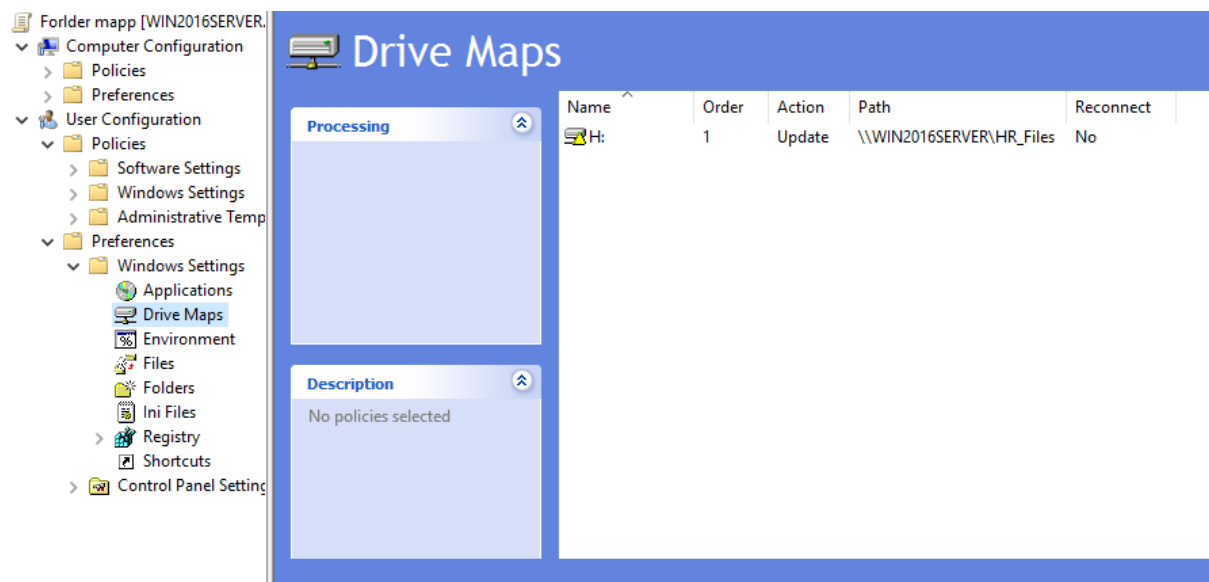 Forlder mapp [WIN2016SERVER.
Computer Configuration
Policies
Preferences
User Configuration
Policies
Software Settings
Windows Settings
Administrative Temp
Preferences
Windows Settings
Applications
Drive Maps
Environment
Files
Folders
Ini Files
Registry
Shortcuts
Control Panel Setting
Drive Maps
Processing
Description
No policies selected
Name Order Action Path Reconnect
H: 1 Update \\WIN2016SERVER\HR_Files No